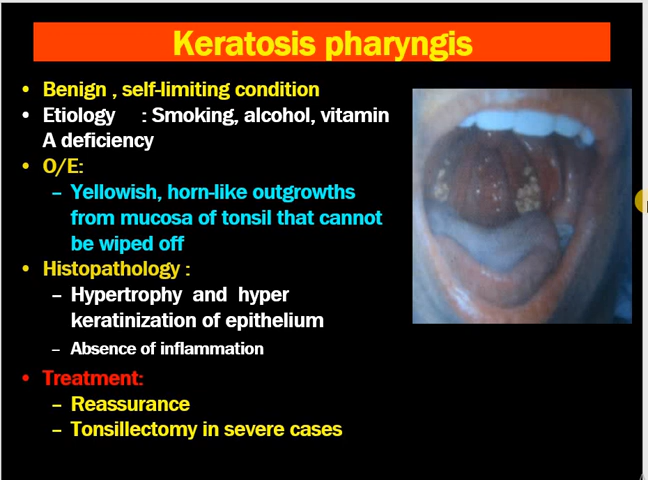 Keratosis pharyngis
• Benign , self-limiting condition
• Etiology : Smoking, alcohol, vitamin
A deficiency
• O/E:
– Yellowish, horn-like outgrowths
from mucosa of tonsil that cannot
be wiped off
• Histopathology :
– Hypertrophy and hyper
keratinization of epithelium
– Absence of inflammation
• Treatment:
– Reassurance
– Tonsillectomy in severe cases